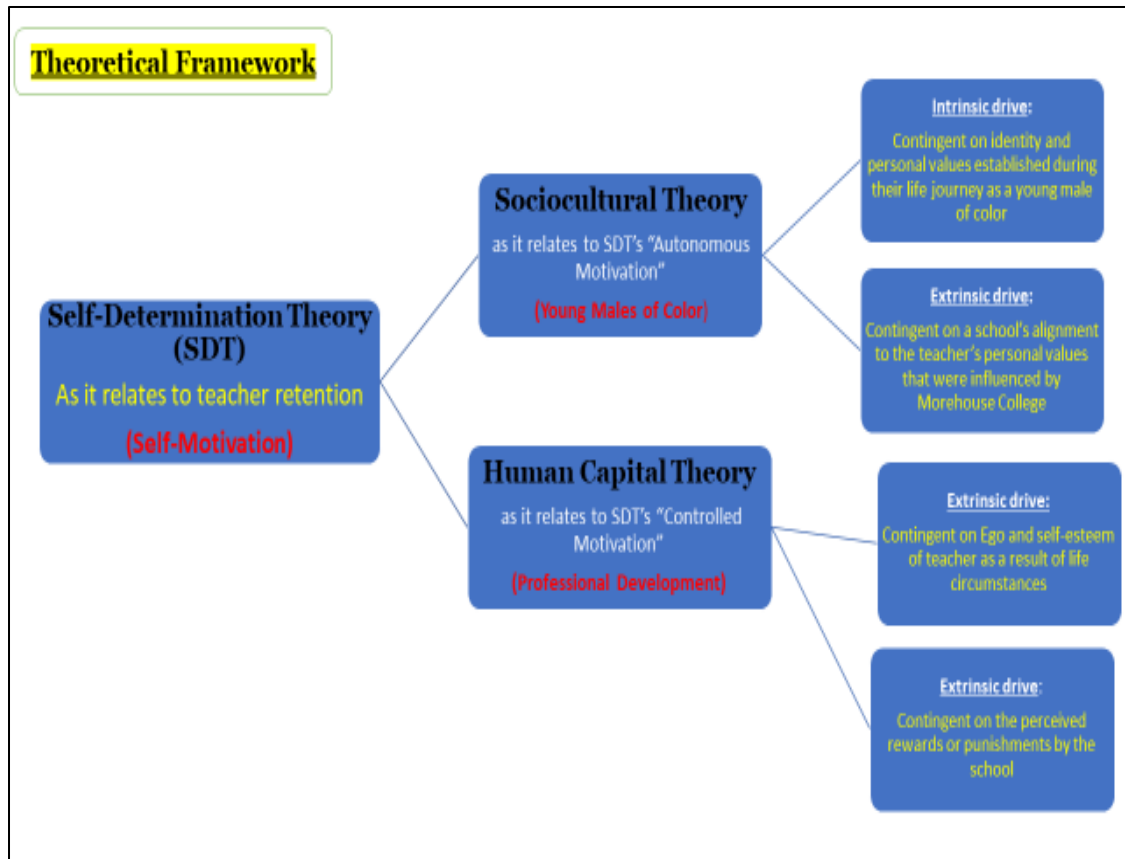 Theoretical Framework
Self-Determination Theory
(SDT)
As it relates to teacher retention
(Self-Motivation)
Sociocultural Theory
as it relates to SDT's "Autonomous
Motivation"
(Young Males of Color)
Human Capital Theory
as it relates to SDT's "Controlled
Motivation"
(Professional Development)
Intrinsic drive:
Contingent on identity and
personal values established during
their life journey as a young male
of color
Extrinsic drive:
Contingent on a school's alignment
to the teacher's personal values
that were influenced by
Morehouse College
Extrinsic drive:
Contingent on Ego and self-esteem
of teacher as a result of life
circumstances
Extrinsic drive:
Contingent on the perceived
rewards or punishments by the
school